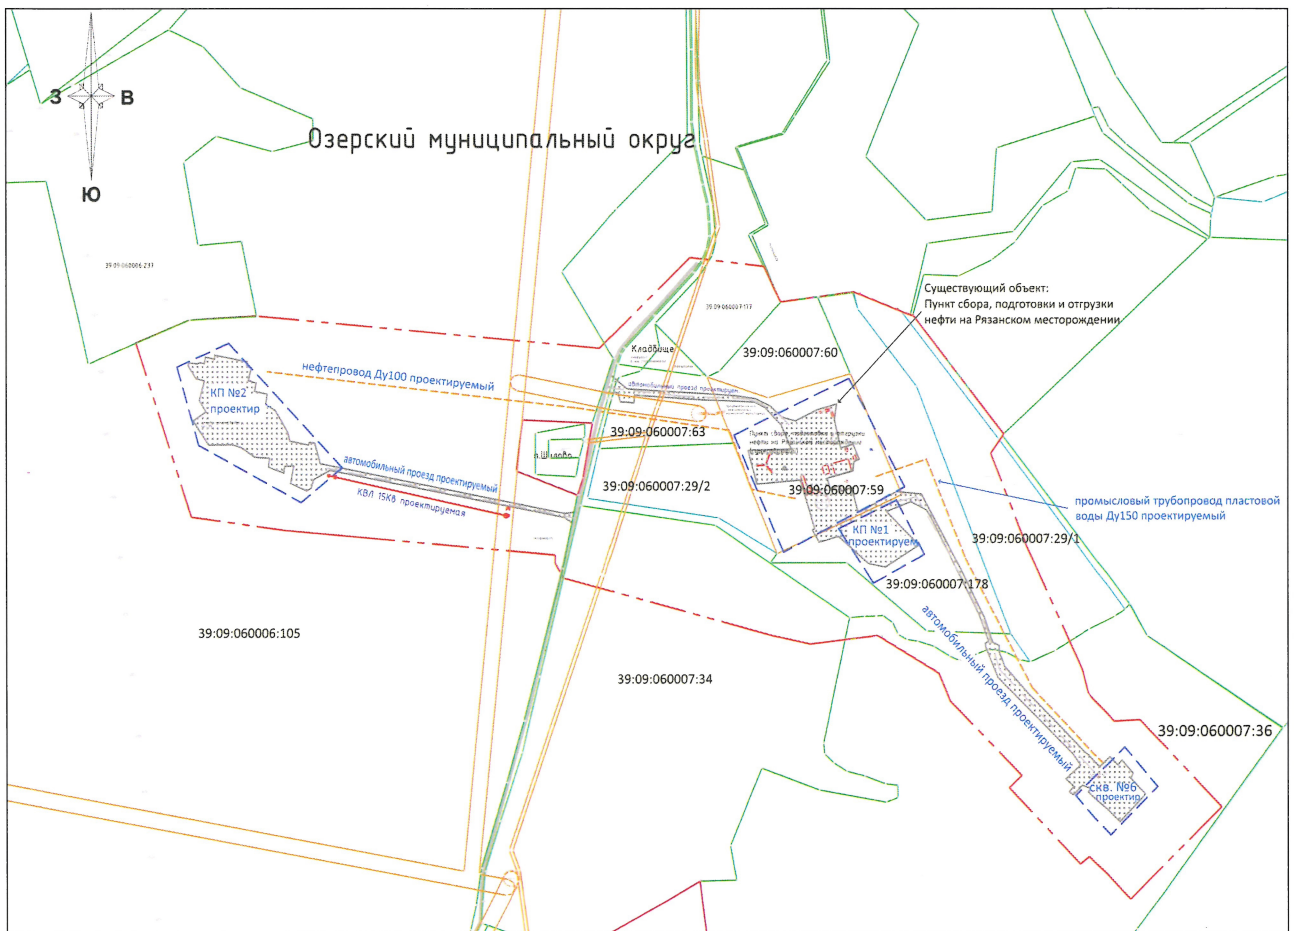 З В
Ю
Озерский муниципальный округ
39:09:060006:237
39:09:060007:177
Существующий объект:
Пункт сбора, подготовки и отгрузки
нефти на Рязанском месторождении
Кладбище
39:09:060007:60
нефтепровод Ду100 проектируемый
автомобильный проезд проектируем.
КП №2
проектир
39:09:060007:63
п.Шилово
автомобильный проезд проектируемый
КВЛ 15Кв проектируемая
39:09:060007:29/2
39:09:060007:59
промысловый трубопровод пластовой
воды Ду150 проектируемый
КП №1
проектируем
39:09:060007:29/1
39:09:060007:178
автомобильный проезд проектируемый
39:09:060006:105
39:09:060007:34
39:09:060007:36
скв. №6
проектир